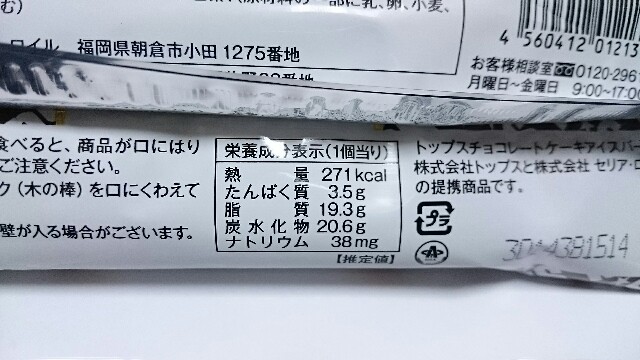 む)
部に乳、卵、小麦、
ロイル 福岡県朝倉市小田1275番地
4 560412 01213
お客様相談室 0120-296
月曜日~金曜日 9:00~17:00
食べると、商品が口にはり
ご注意ください。
ク(木の棒)を口にくわえて
壁が入る場合がございます。
栄養成分表示(1個当り)
熱量 271kcal
たんぱく質 3.5g
脂質 19.3g
炭水化物 20.6g
ナトリウム 38mg
【推定値】
トップスチョコレートケーキアイスバー
株式会社トップスと株式会社 セリア・ロ
の提携商品です。
プラ